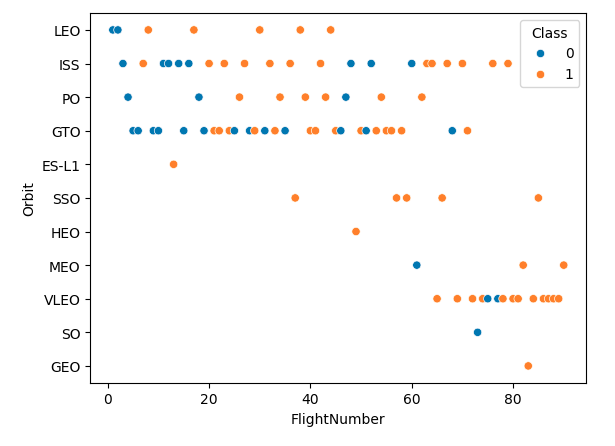 LEO
ISS
PO
GTO
ES-L1
SSO
HEO
MEO
VLEO
SO
GEO
Orbit
0
20
40
60
80
FlightNumber
Class
0
1